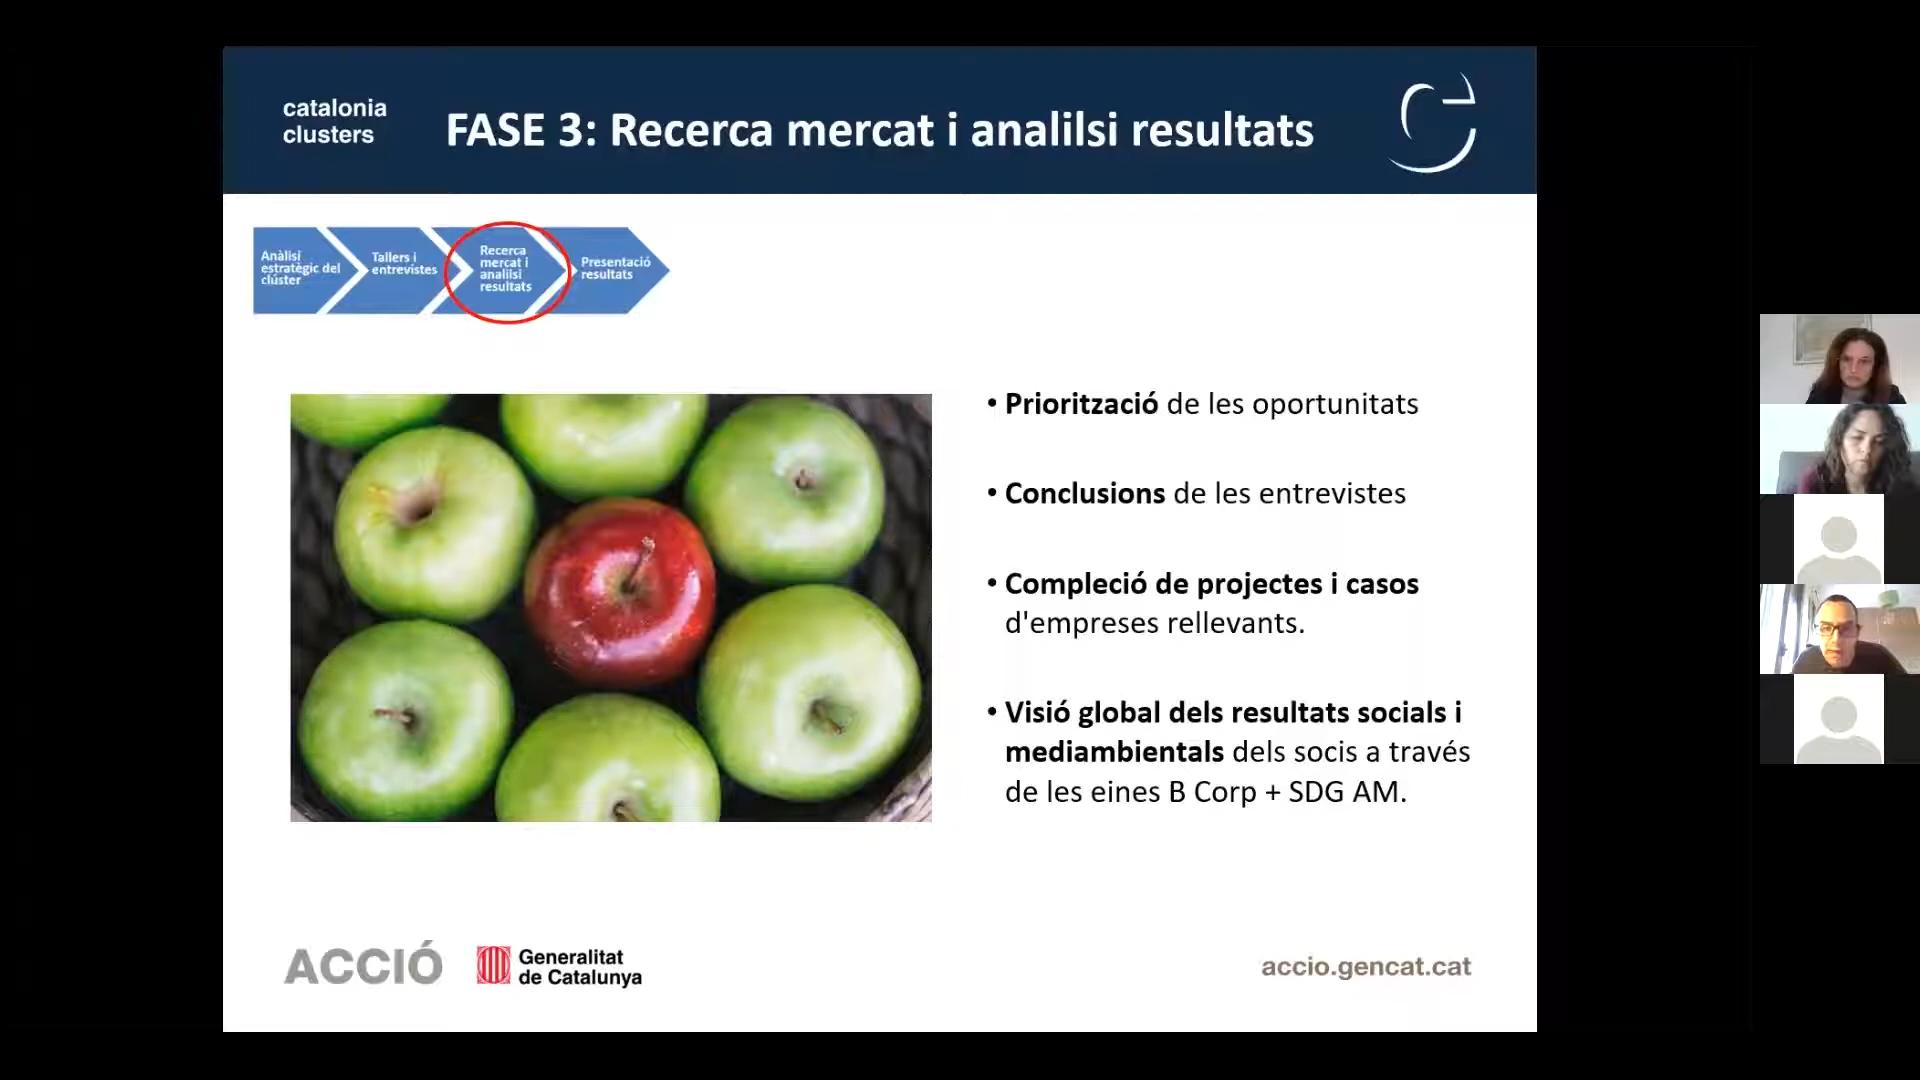 catalonia
clusters
FASE 3: Recerca mercat i analilsi resultats
Anàlisi
estratègic del
clúster
Tallers i
entrevistes
Recerca
mercat i
analilsi
resultats
Presentació
resultats
• Priorització de les oportunitats
• Conclusions de les entrevistes
• Compleció de projectes i casos
d'empreses rellevants.
• Visió global dels resultats socials i
mediambientals dels socis a través
de les eines B Corp + SDG AM.
ACCIÓ
Generalitat
de Catalunya
accio.gencat.cat